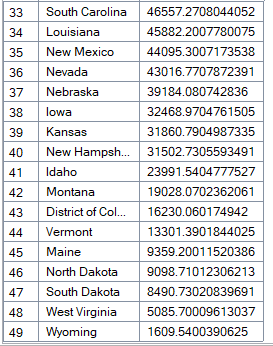 33 South Carolina 46557.2708044052
34 Louisiana 45882.2007780075
35 New Mexico 44095.3007173538
36 Nevada 43016.7707872391
37 Nebraska 39184.080742836
38 Iowa 32468.9704761505
39 Kansas 31860.7904987335
40 New Hampsh... 31502.7305593491
41 Idaho 23991.5404777527
42 Montana 19028.0702362061
43 District of Col... 16230.060174942
44 Vermont 13301.3901844025
45 Maine 9359.20011520386
46 North Dakota 9098.71012306213
47 South Dakota 8490.73020839691
48 West Virginia 5085.70009613037
49 Wyoming 1609.5400390625